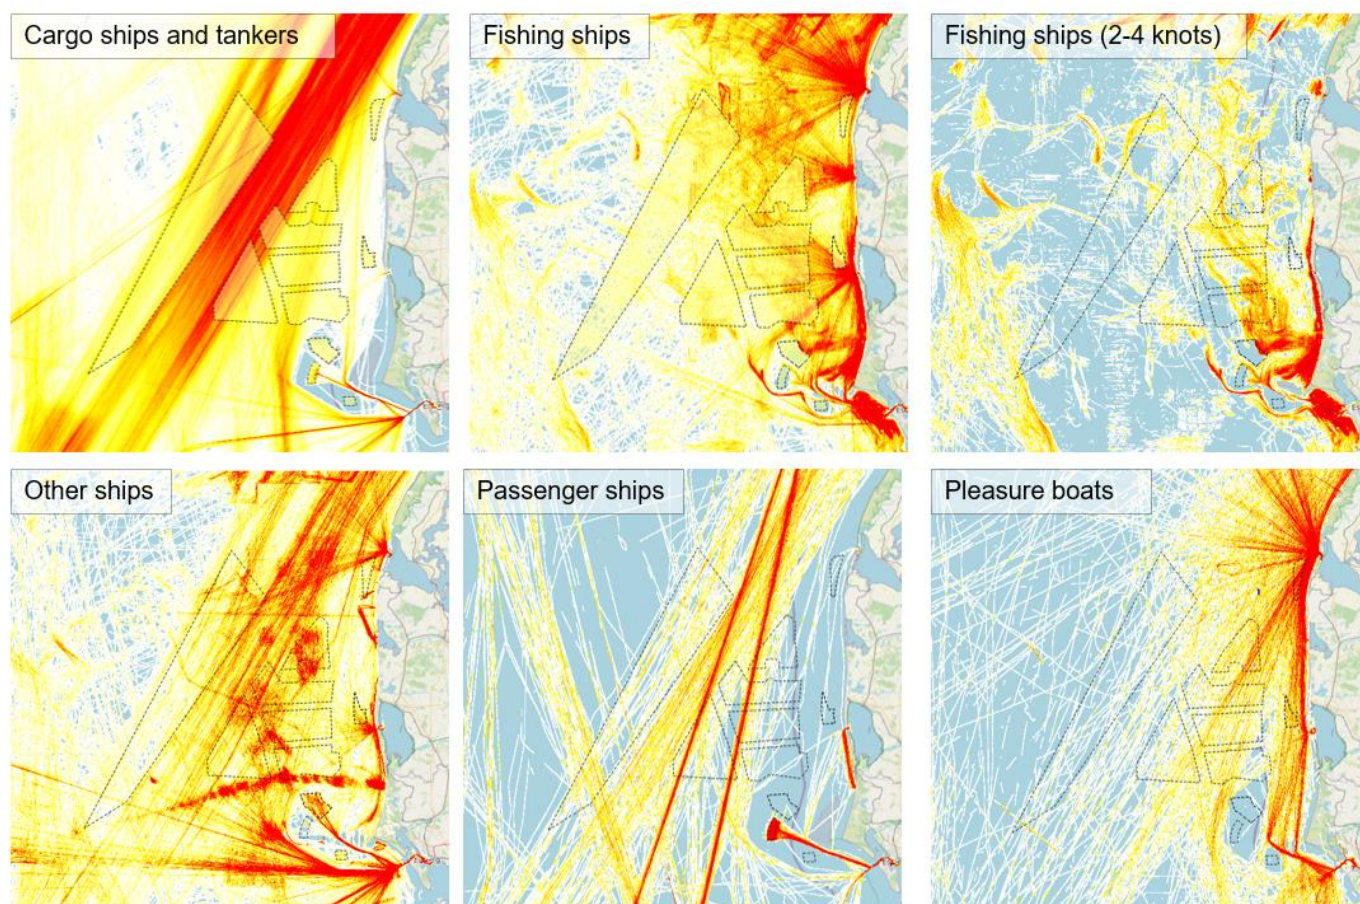 Cargo ships and tankers
Fishing ships
Fishing ships (2-4 knots)
Other ships
Passenger ships
Pleasure boats